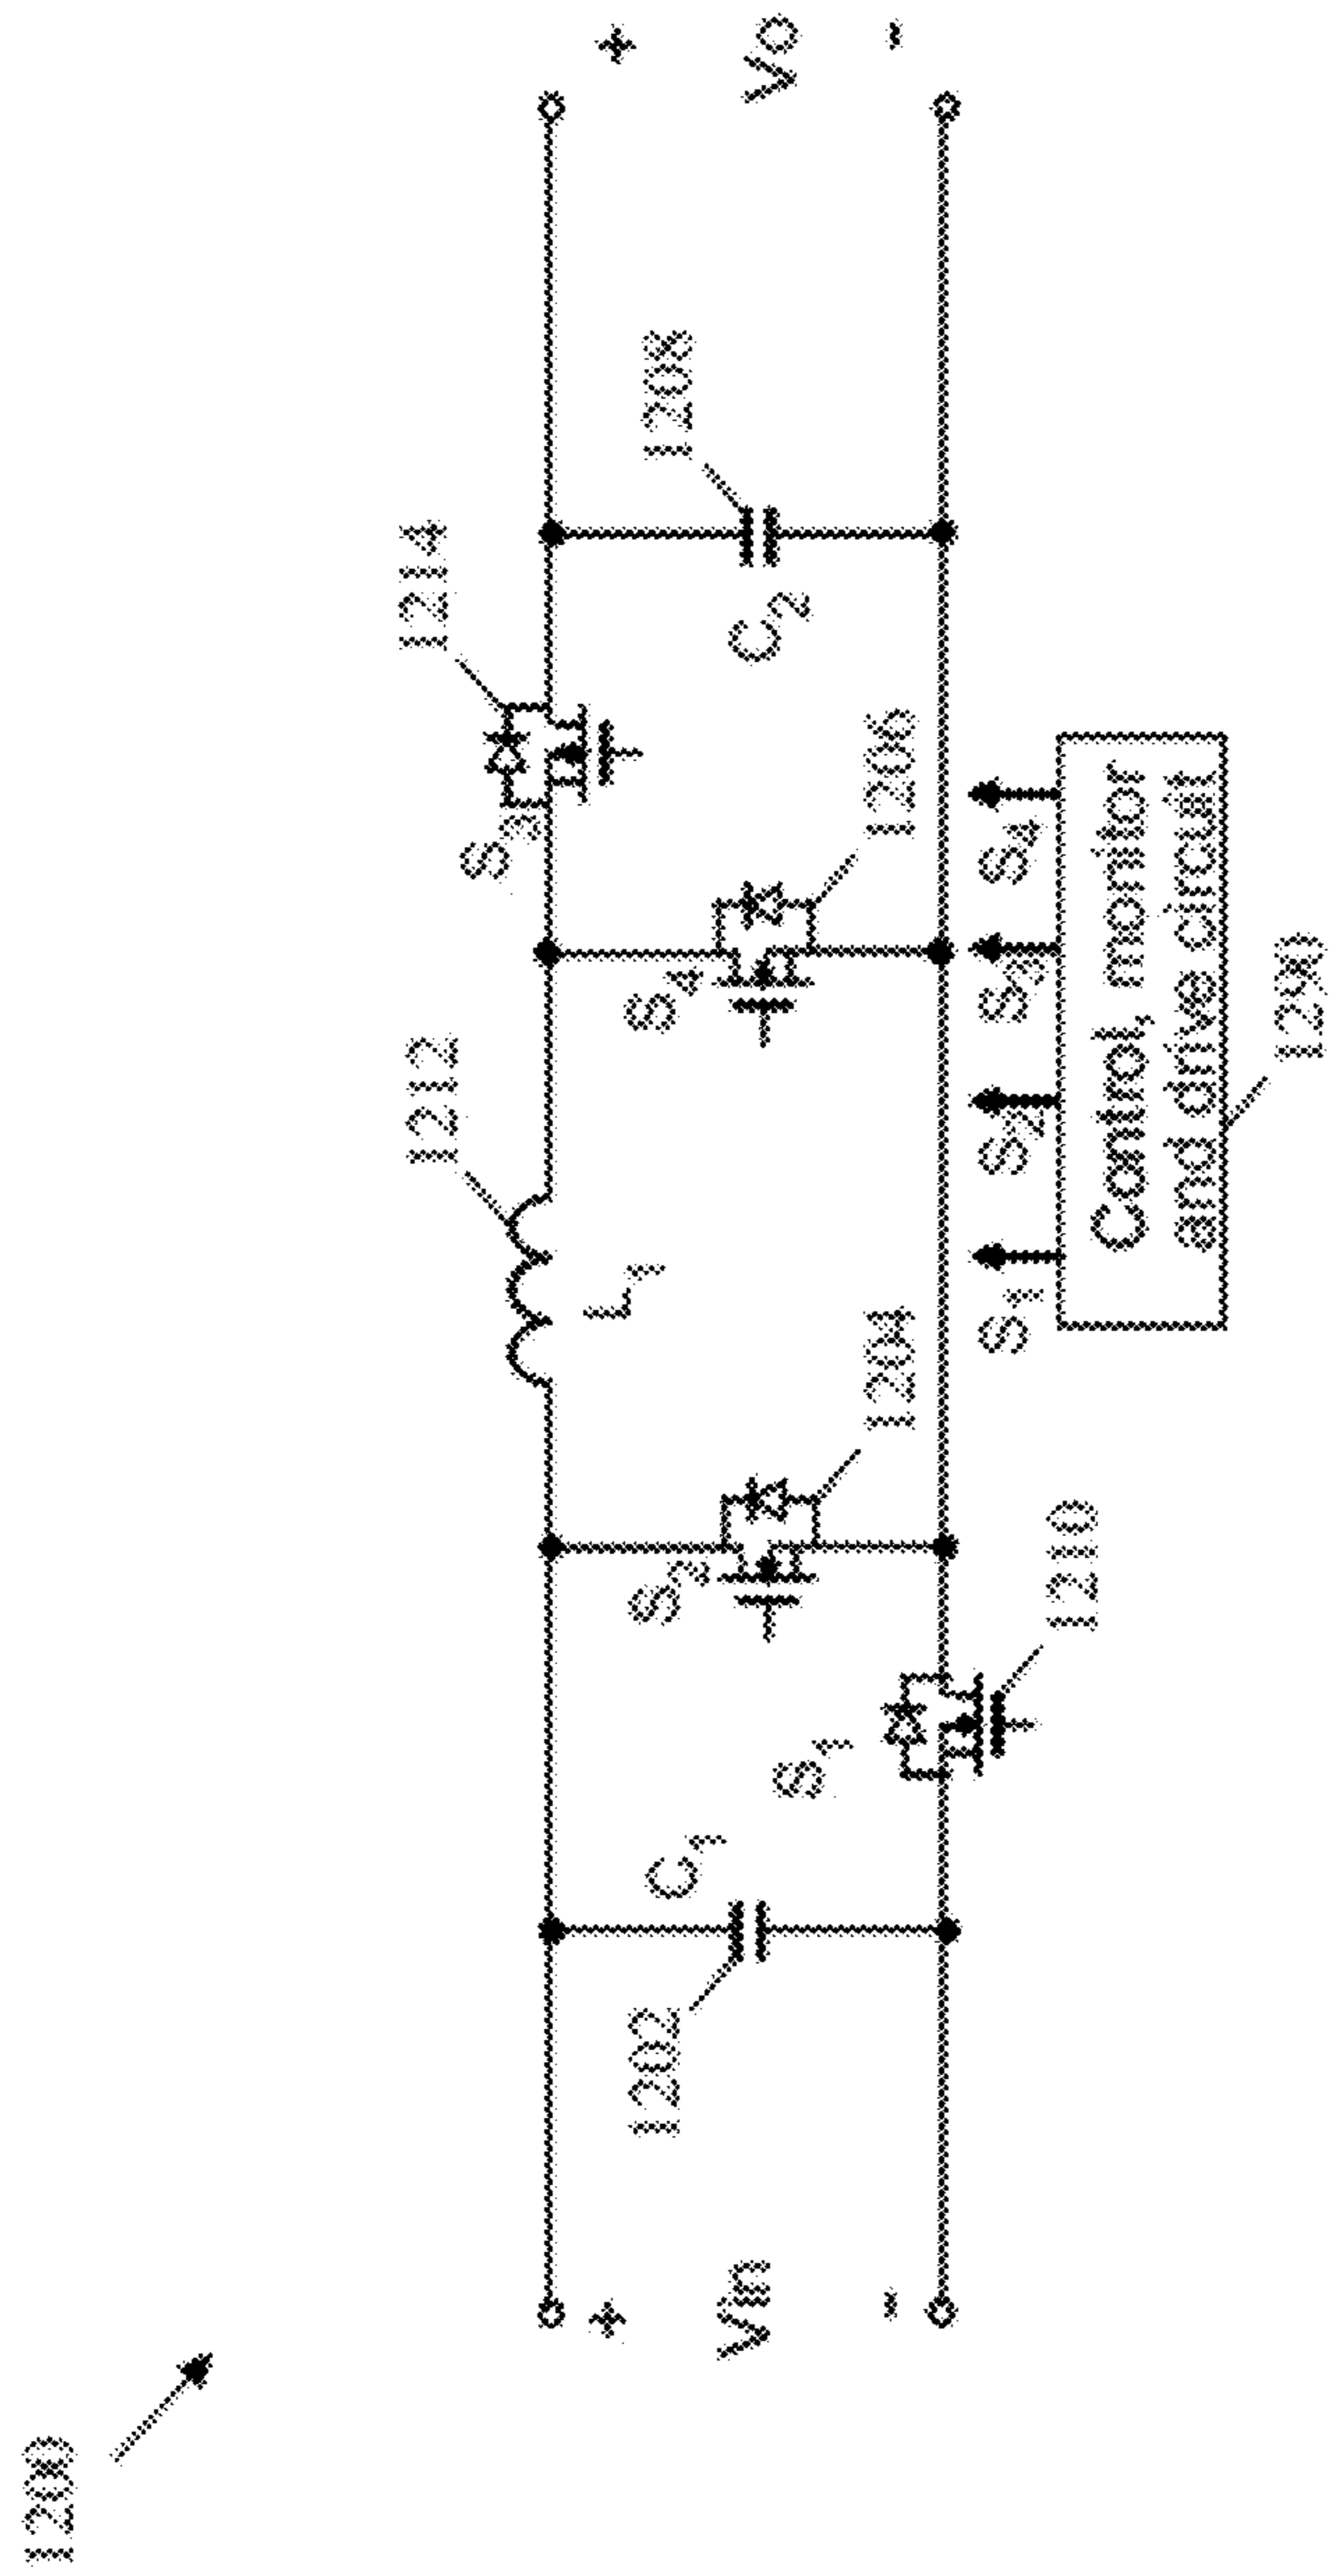 1200
1212
1214
S3
L1
1202
C1
S2
S4
1208
+
+
Vin
Vo
C2
S1
1204
1206
-
-
S1
S2
S3
S4
1210
Control, monitor
and drive circuit
1290